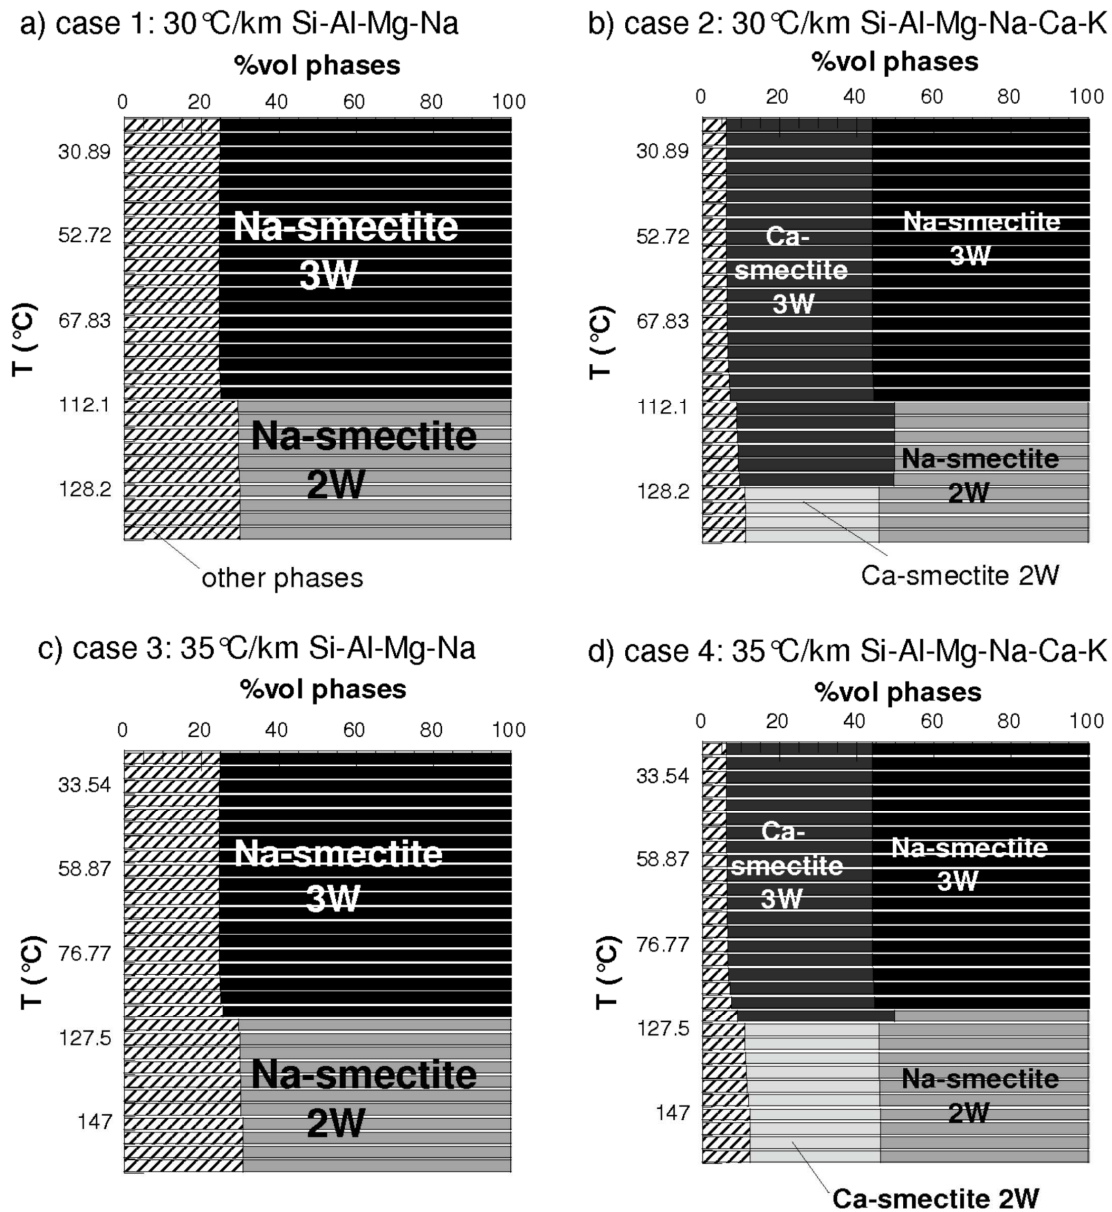 a) case 1: 30°C/km Si-Al-Mg-Na
%vol phases
0 20 40 60 80 100
T (°C)
30.89
52.72
67.83
112.1
128.2
Na-smectite
3W
Na-smectite
2W
other phases
b) case 2: 30°C/km Si-Al-Mg-Na-Ca-K
%vol phases
0 20 40 60 80 100
T (°C)
30.89
52.72
67.83
112.1
128.2
Ca-
smectite
3W
Na-smectite
3W
Na-smectite
2W
Ca-smectite 2W
c) case 3: 35°C/km Si-Al-Mg-Na
%vol phases
0 20 40 60 80 100
T (°C)
33.54
58.87
76.77
127.5
147
Na-smectite
3W
Na-smectite
2W
d) case 4: 35°C/km Si-Al-Mg-Na-Ca-K
%vol phases
0 20 40 60 80 100
T (°C)
33.54
58.87
76.77
127.5
147
Ca-
smectite
3W
Na-smectite
3W
Na-smectite
2W
Ca-smectite 2W